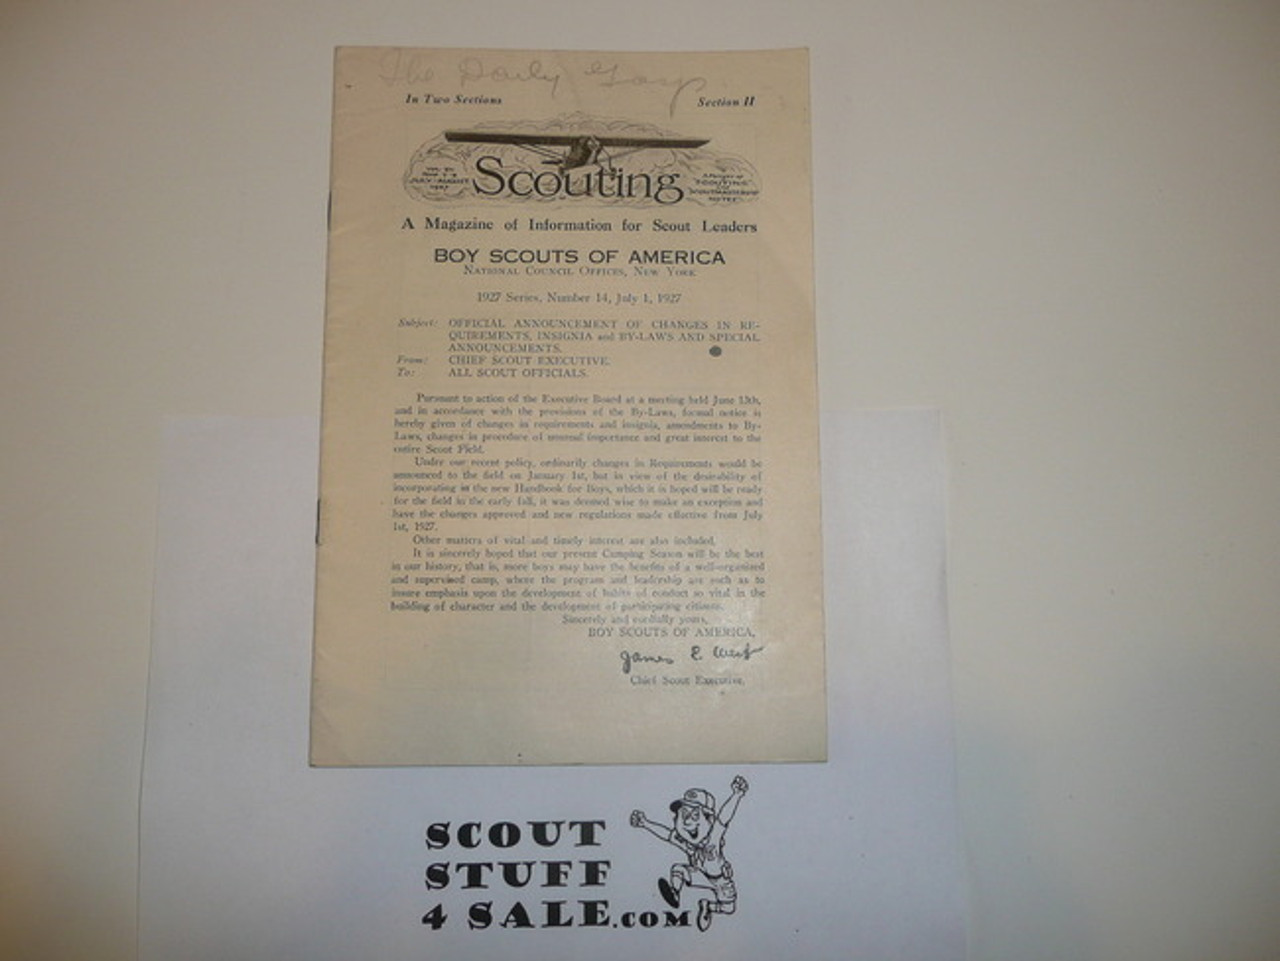 The Daily
In Two Sections
Section II
JULY-AUGUST
1927
Scouting
A Merger of
SCOUTING
and
SCOUTMASTERSHIP
NOTES
A Magazine of Information for Scout Leaders
BOY SCOUTS OF AMERICA
NATIONAL COUNCIL OFFICES, NEW YORK
1927 Series, Number 14, July 1, 1927
Subject: OFFICIAL ANNOUNCEMENT OF CHANGES IN RE-
QUIREMENTS, INSIGNIA and BY-LAWS AND SPECIAL
ANNOUNCEMENTS.
From: CHIEF SCOUT EXECUTIVE.
To: ALL SCOUT OFFICIALS.
Pursuant to action of the Executive Board at a meeting held June 13th,
and in accordance with the provisions of the By-Laws, formal notice is
hereby given of changes in requirements and insignia, amendments to By-
Laws, changes in procedure of unusual importance and great interest to the
entire Scout Field.
Under our recent policy, ordinarily changes in Requirements would be
announced to the field on January 1st, but in view of the desirability of
incorporating in the new Handbook for Boys, which it is hoped will be ready
for the field in the early fall, it was deemed wise to make an exception and
have the changes approved and new regulations made effective from July
1st, 1927.
Other matters of vital and timely interest are also included.
It is sincerely hoped that our present Camping Season will be the best
in our history, that is, more boys may have the benefits of a well-organized
and supervised camp, where the program and leadership are such as to
insure emphasis upon the development of habits of conduct so vital in the
building of character and the development of participating citizens.
Sincerely and cordially yours,
BOY SCOUTS OF AMERICA,
James E. West
Chief Scout Executive.
SCOUT
STUFF
4 SALE.COM